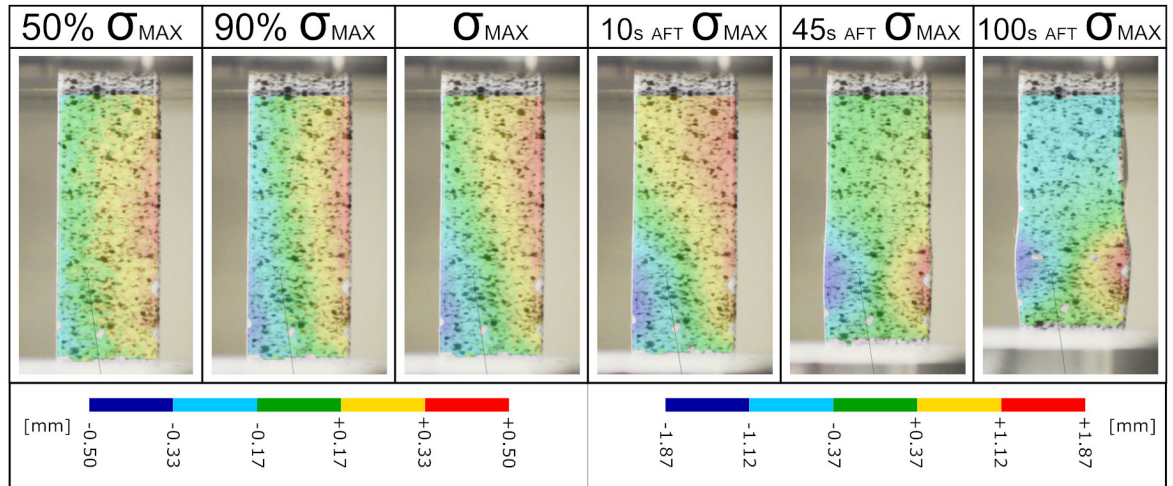 50% σMAX
90% σMAX
σMAX
10s AFT σMAX
45s AFT σMAX
100s AFT σMAX
[mm]
-0.50
-0.33
-0.17
+0.17
+0.33
+0.50
-1.87
-1.12
-0.37
+0.37
+1.12
+1.87
[mm]